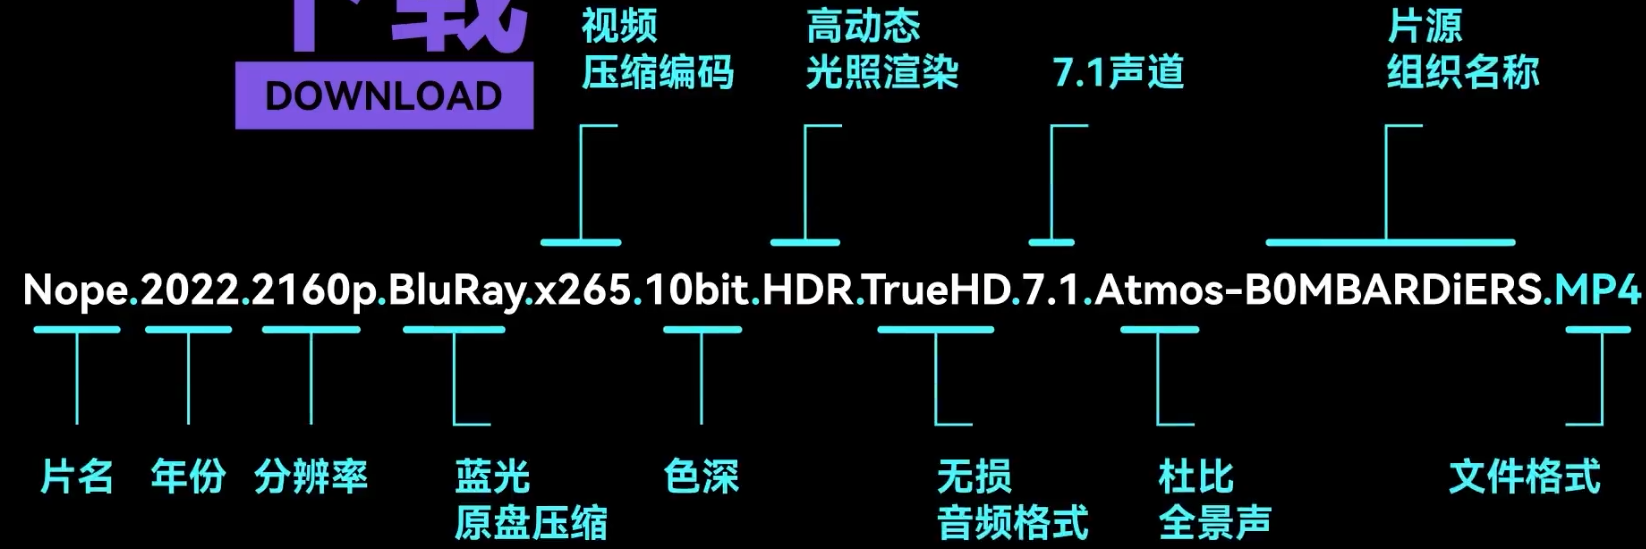 下载
DOWNLOAD
视频
压缩编码
高动态
光照渲染
7.1声道
片源
组织名称
Nope.2022.2160p.BluRay.x265.10bit.HDR.TrueHD.7.1.Atmos-B0MBARDiERS.MP4
片名
年份
分辨率
蓝光
原盘压缩
色深
无损
音频格式
杜比
全景声
文件格式